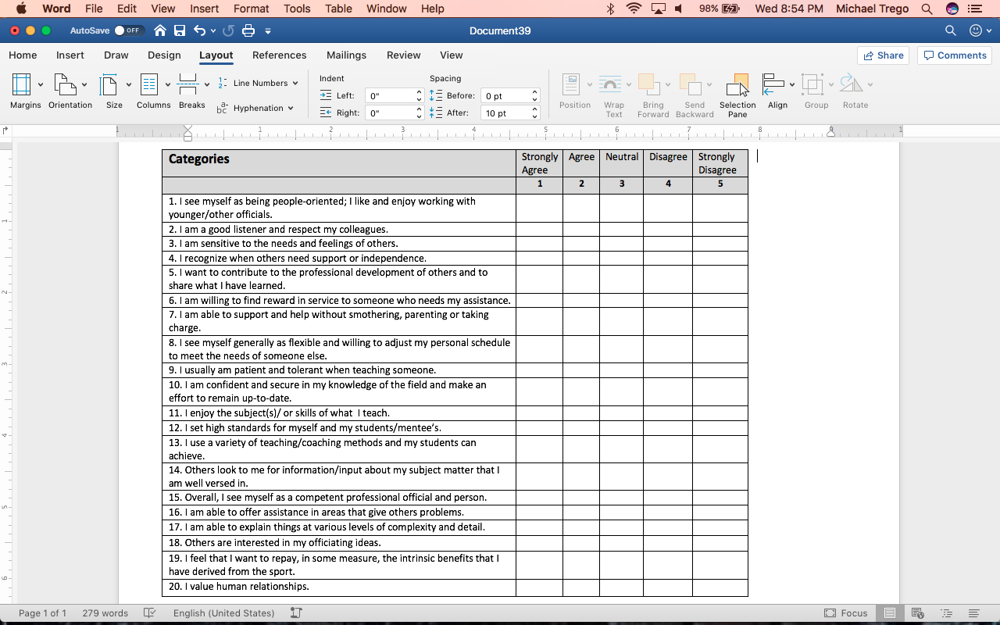 Word File Edit View Insert Format Tools Table Window Help 98% Wed 8:54 PM Michael Trego
AutoSave OFF Document39
Home Insert Draw Design Layout References Mailings Review View Share Comments
Line Numbers Indent Spacing
Left: 0" Before: 0 pt
Hyphenation Right: 0" After: 10 pt
Margins Orientation Size Columns Breaks Position Wrap Text Bring Forward Send Backward Selection Pane Align Group Rotate
1 1 2 3 4 5 6 7 8 9 1
Categories Strongly Agree Agree Neutral Disagree Strongly Disagree
1 2 3 4 5
1. I see myself as being people-oriented; I like and enjoy working with
younger/other officials.
2. I am a good listener and respect my colleagues.
3. I am sensitive to the needs and feelings of others.
4. I recognize when others need support or independence.
5. I want to contribute to the professional development of others and to
share what I have learned.
6. I am willing to find reward in service to someone who needs my assistance.
7. I am able to support and help without smothering, parenting or taking
charge.
8. I see myself generally as flexible and willing to adjust my personal schedule
to meet the needs of someone else.
9. I usually am patient and tolerant when teaching someone.
10. I am confident and secure in my knowledge of the field and make an
effort to remain up-to-date.
11. I enjoy the subject(s)/ or skills of what  I teach.
12. I set high standards for myself and my students/mentee’s.
13. I use a variety of teaching/coaching methods and my students can
achieve.
14. Others look to me for information/input about my subject matter that I
am well versed in.
15. Overall, I see myself as a competent professional official and person.
16. I am able to offer assistance in areas that give others problems.
17. I am able to explain things at various levels of complexity and detail.
18. Others are interested in my officiating ideas.
19. I feel that I want to repay, in some measure, the intrinsic benefits that I
have derived from the sport.
20. I value human relationships.
Page 1 of 1 279 words English (United States) Focus